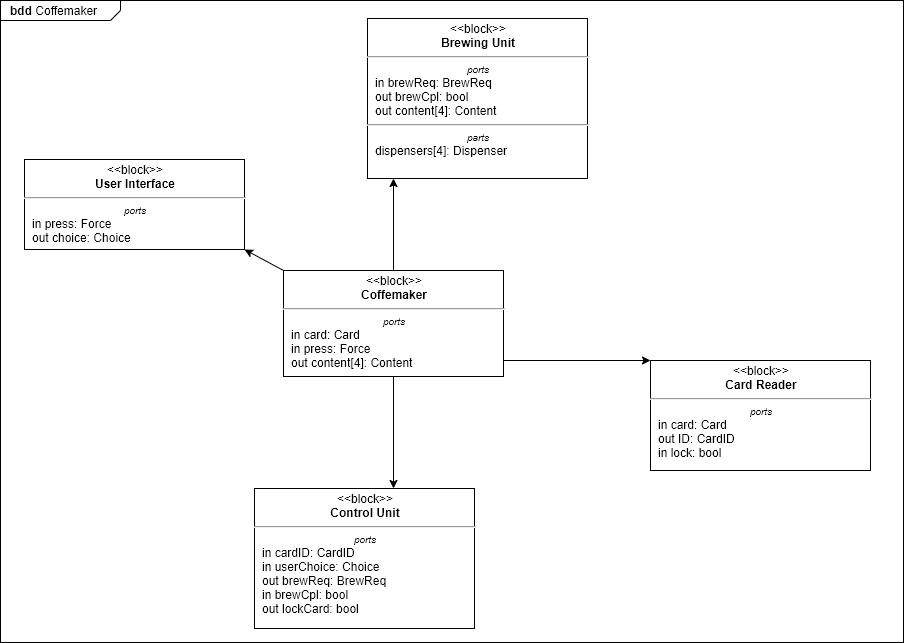 bdd Coffemaker
<<block>>
Brewing Unit
ports
in brewReq: BrewReq
out brewCpl: bool
out content[4]: Content
parts
dispensers[4]: Dispenser
<<block>>
User Interface
ports
in press: Force
out choice: Choice
<<block>>
Coffemaker
ports
in card: Card
in press: Force
out content[4]: Content
<<block>>
Card Reader
ports
in card: Card
out ID: CardID
in lock: bool
<<block>>
Control Unit
ports
in cardID: CardID
in userChoice: Choice
out brewReq: BrewReq
in brewCpl: bool
out lockCard: bool